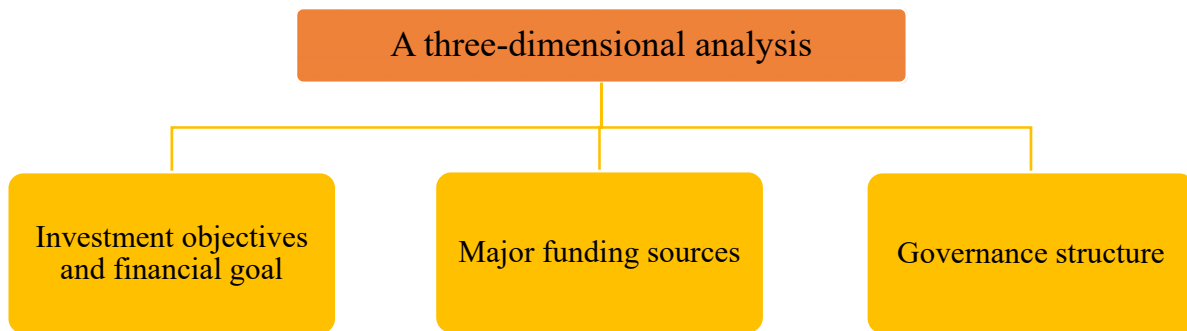 A three-dimensional analysis
Investment objectives
and financial goal
Major funding sources
Governance structure